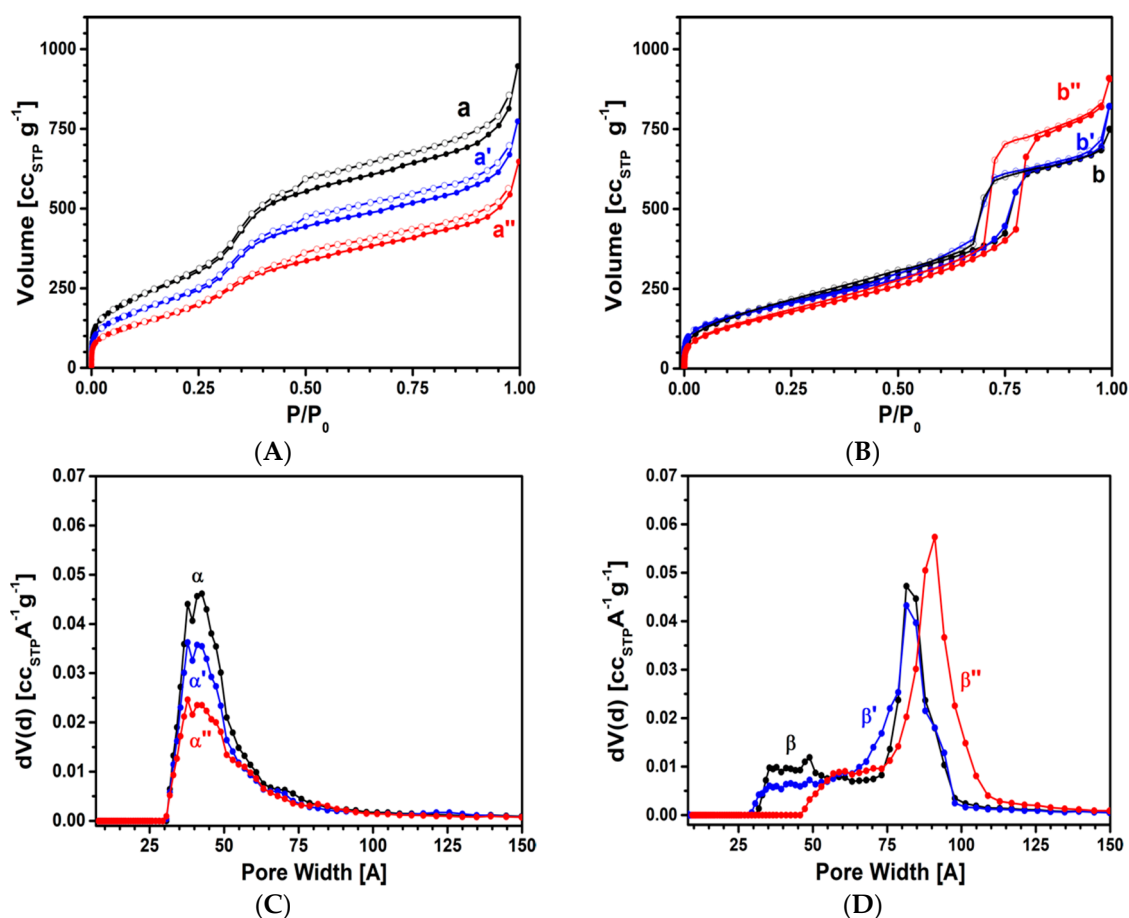 1000
750
500
250
0
Volume [cc_STP g^-1]
a
a'
a''
0.00 0.25 0.50 0.75 1.00
P/P_0
(A)
1000
750
500
250
0
Volume [cc_STP g^-1]
b''
b'
b
0.00 0.25 0.50 0.75 1.00
P/P_0
(B)
0.07
0.06
0.05
0.04
0.03
0.02
0.01
0.00
dV(d) [cc_STP A^-1 g^-1]
α
α'
α''
25 50 75 100 125 150
Pore Width [A]
(C)
0.07
0.06
0.05
0.04
0.03
0.02
0.01
0.00
dV(d) [cc_STP A^-1 g^-1]
β
β'
β''
25 50 75 100 125 150
Pore Width [A]
(D)